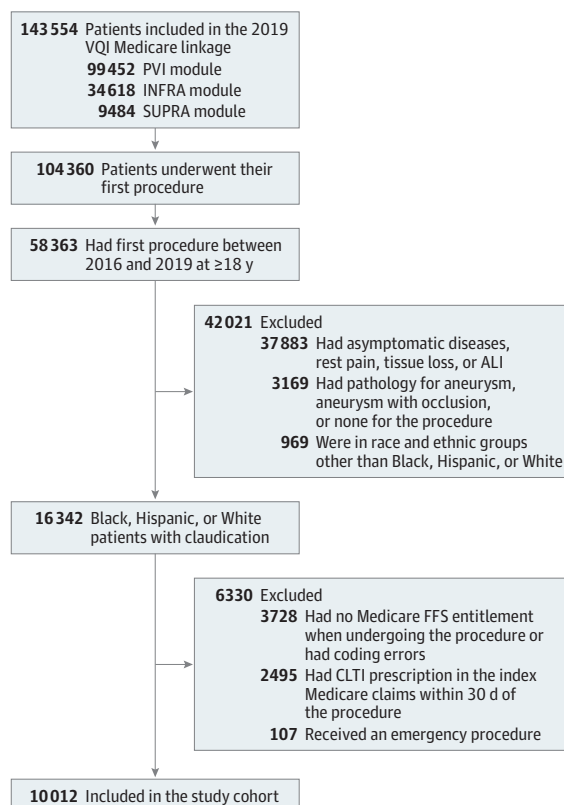 143 554 Patients included in the 2019
VQI Medicare linkage
99 452 PVI module
34 618 INFRA module
9484 SUPRA module
104 360 Patients underwent their
first procedure
58 363 Had first procedure between
2016 and 2019 at ≥18 y
42 021 Excluded
37 883 Had asymptomatic diseases,
rest pain, tissue loss, or ALI
3169 Had pathology for aneurysm,
aneurysm with occlusion,
or none for the procedure
969 Were in race and ethnic groups
other than Black, Hispanic, or White
16 342 Black, Hispanic, or White
patients with claudication
6330 Excluded
3728 Had no Medicare FFS entitlement
when undergoing the procedure or
had coding errors
2495 Had CLTI prescription in the index
Medicare claims within 30 d of
the procedure
107 Received an emergency procedure
10 012 Included in the study cohort